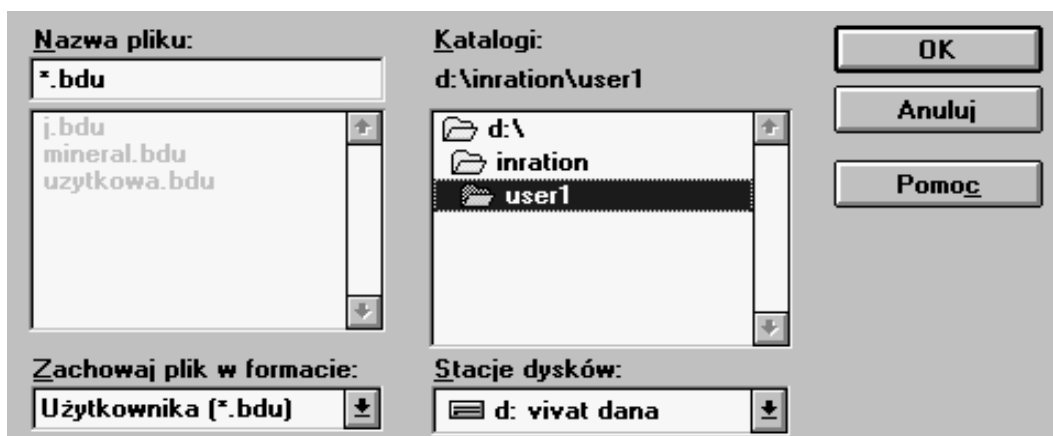 Nazwa pliku:
*.bdu
j.bdu
mineral.bdu
uzytkowa.bdu
Zachowaj plik w formacie:
Użytkownika (*.bdu)
Katalogi:
d:\inration\user1
d:\
inration
user1
Stacje dysków:
d: vivat dana
OK
Anuluj
Pomoc